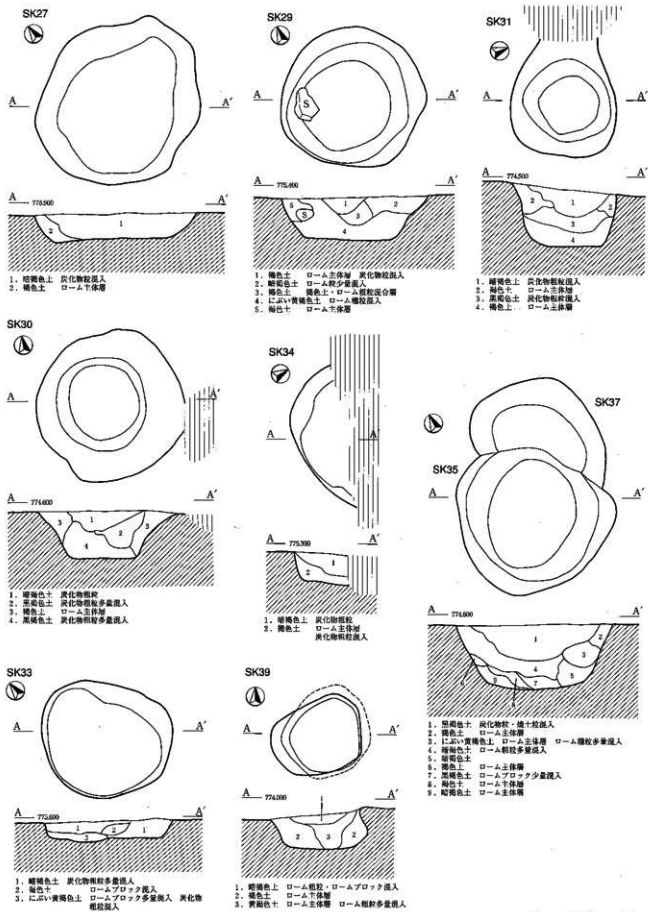 SK27
A
A′
A
775.900
A′
2
1
1．暗褐色土 炭化物粒混入
2．褐色土 ローム主体層
SK29
S
A
A′
A
775.400
A′
5
S
1
2
2
3
4
1．褐色土 ローム主体層 炭化物粒混入
2．暗褐色土 ローム粒少量混入
3．褐色土 褐色土・ローム粗粒混合層
4．にぶい黄褐色土 ローム粗粒混入
5．褐色土 ローム主体層
SK31
A
A′
A
774.500
A′
2
1
2
3
4
1．暗褐色土 炭化物粗粒混入
2．褐色土 ローム主体層
3．黒褐色土 炭化物粗粒混入
4．褐色土 ローム主体層
SK30
A
A′
A
774.600
A′
3
1
2
3
4
1．暗褐色土 炭化物粗粒
2．黒褐色土 炭化物粗粒多量混入
3．褐色土 ローム主体層
4．黒褐色土 炭化物粗粒多量混入
SK34
A
A′
A
775.300
A′
1
2
1．暗褐色土 炭化物粗粒
2．褐色土 ローム主体層
炭化物粗粒混入
SK37
SK35
A
A′
A
774.600
A′
1
2
3
4
7
5
9
6
1．黒褐色土 炭化物粒・焼土粒混入
2．褐色土 ローム主体層
3．にぶい黄褐色土 ローム主体層 ローム粗粒多量混入
4．暗褐色土 ローム粗粒多量混入
5．暗褐色土
6．褐色土 ローム主体層
7．黒褐色土 ロームブロック少量混入
8．褐色土 ローム主体層
9．暗褐色土 ローム主体層
SK33
A
A′
A
775.600
A′
1
2
1
3
1．暗褐色土 炭化物粗粒多量混入
2．褐色土 ロームブロック混入
3．にぶい黄褐色土 ロームブロック多量混入 炭化物
粗粒混入
SK39
A
A′
A
A′
1
2
3
2
1．暗褐色土 ローム粗粒・ロームブロック混入
2．褐色土 ローム主体層
3．黄褐色土 ローム主体層 ローム粗粒多量混入